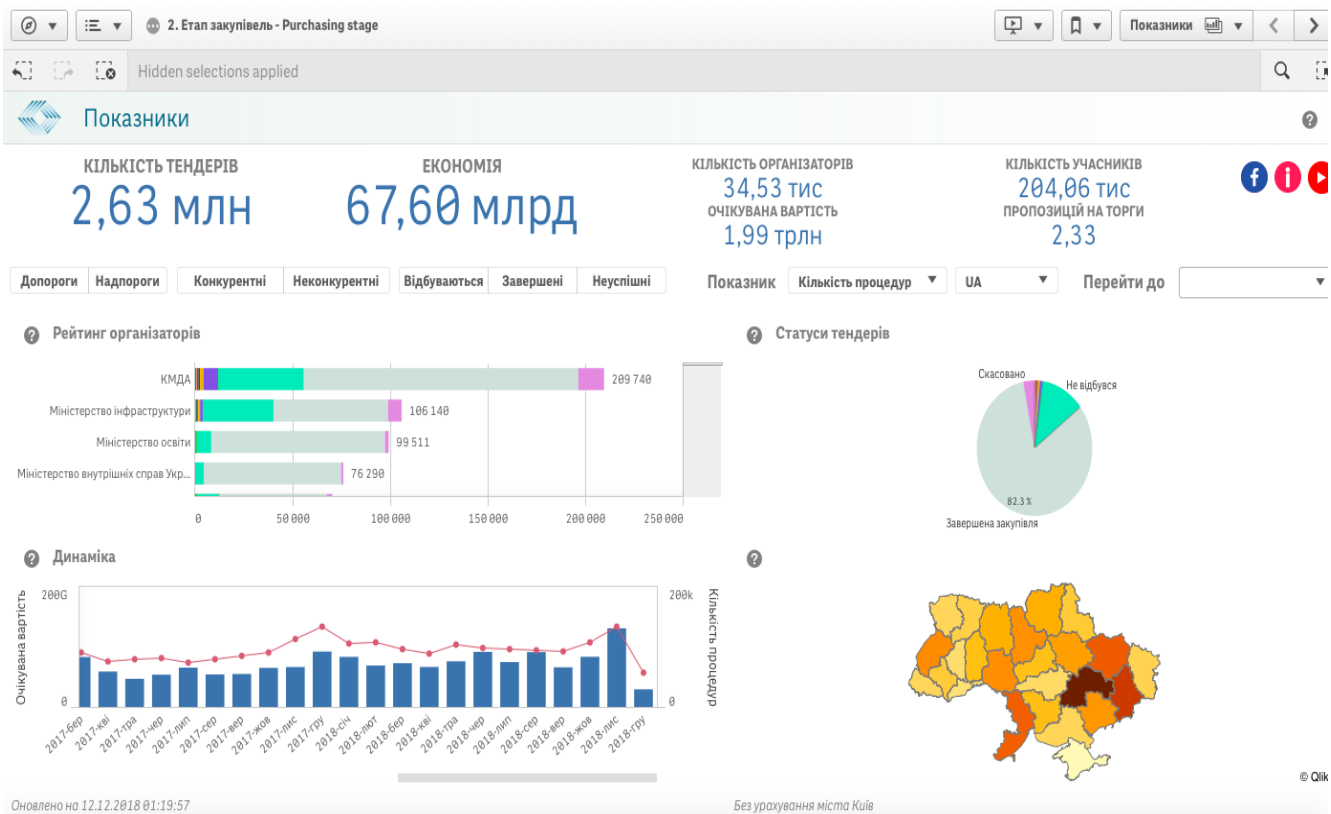 2. Етап закупівель - Purchasing stage
Показники
Hidden selections applied
Показники
КІЛЬКІСТЬ ТЕНДЕРІВ
2,63 млн
ЕКОНОМІЯ
67,60 млрд
КІЛЬКІСТЬ ОРГАНІЗАТОРІВ
34,53 тис
ОЧІКУВАНА ВАРТІСТЬ
1,99 трлн
КІЛЬКІСТЬ УЧАСНИКІВ
204,06 тис
ПРОПОЗИЦІЙ НА ТОРГИ
2,33
Допороги Надпороги Конкурентні Неконкурентні Відбуваються Завершені Неуспішні
Показник Кількість процедур UA Перейти до
Рейтинг організаторів
КМДА 209 740
Міністерство інфраструктури 106 140
Міністерство освіти 99 511
Міністерство внутрішніх справ Укр... 76 290
0 50 000 100 000 150 000 200 000 250 000
Статуси тендерів
Скасовано
Не відбувся
82.3 %
Завершена закупівля
Динаміка
Очікувана вартість
200G
0
200k
0
Кількість процедур
2017-бер 2017-кві 2017-тра 2017-чер 2017-лип 2017-сер 2017-вер 2017-жов 2017-лис 2017-гру 2018-січ 2018-лют 2018-бер 2018-кві 2018-тра 2018-чер 2018-лип 2018-сер 2018-вер 2018-жов 2018-лис 2018-гру
© Qlik
Оновлено на 12.12.2018 01:19:57
Без урахування міста Київ